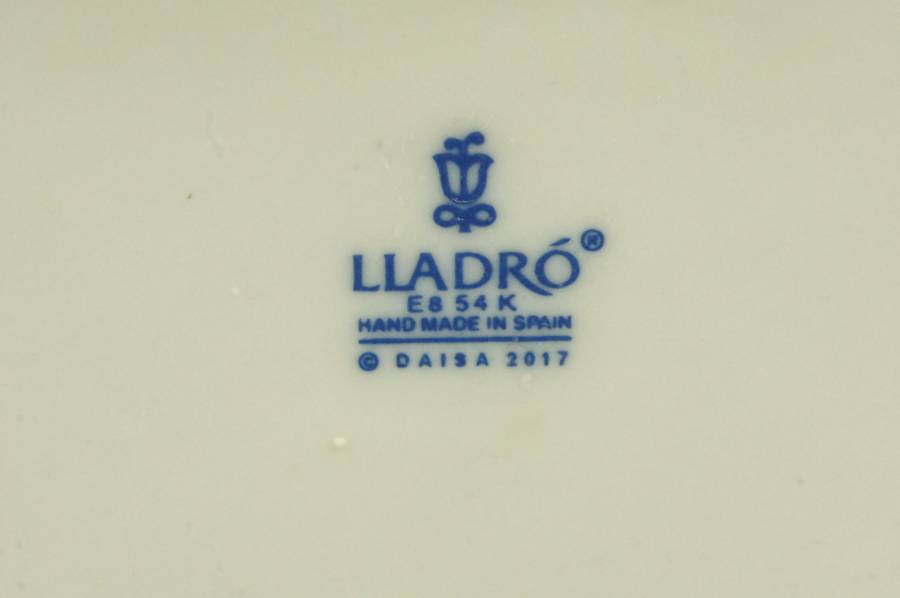 LLADRÓ®
E8 54 K
HAND MADE IN SPAIN
© DAISA 2017